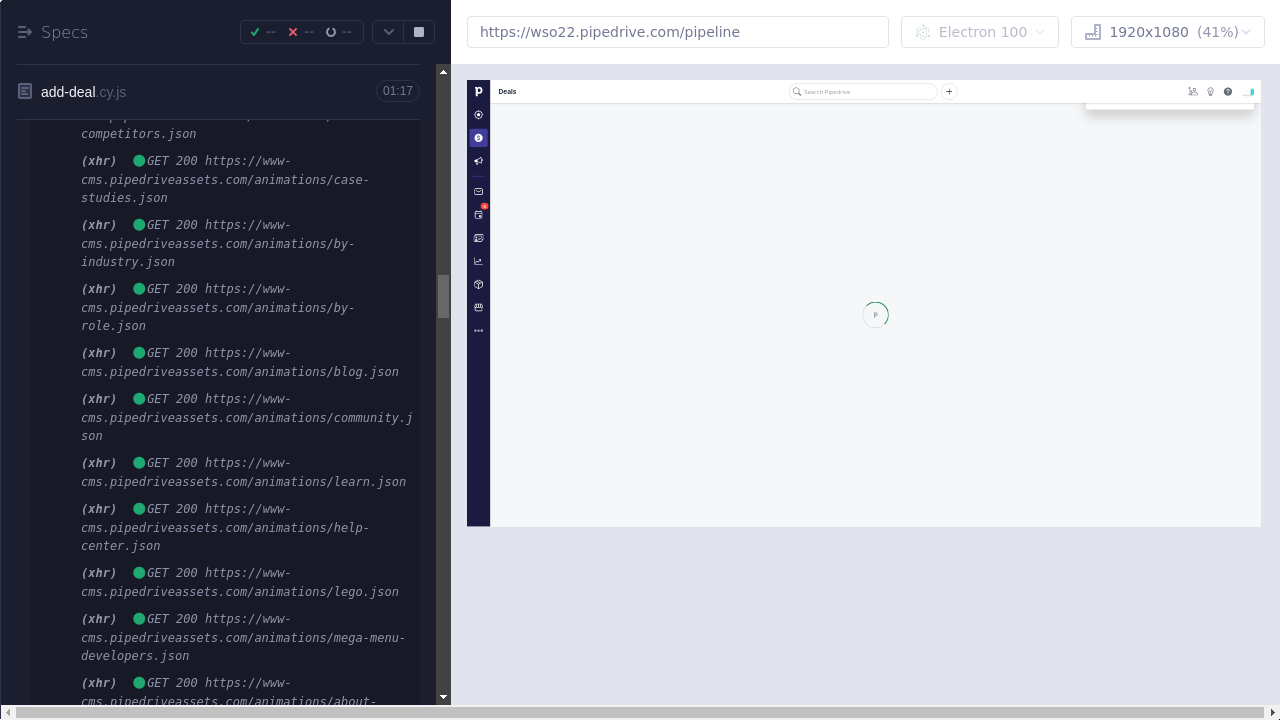 Specs
--
--
--
https://wso22.pipedrive.com/pipeline
Electron 100
1920x1080 (41%)
add-deal.cy.js
01:17
competitors.json
(xhr) GET 200 https://www-
cms.pipedriveassets.com/animations/case-
studies.json
(xhr) GET 200 https://www-
cms.pipedriveassets.com/animations/by-
industry.json
(xhr) GET 200 https://www-
cms.pipedriveassets.com/animations/by-
role.json
(xhr) GET 200 https://www-
cms.pipedriveassets.com/animations/blog.json
(xhr) GET 200 https://www-
cms.pipedriveassets.com/animations/community.j
son
(xhr) GET 200 https://www-
cms.pipedriveassets.com/animations/learn.json
(xhr) GET 200 https://www-
cms.pipedriveassets.com/animations/help-
center.json
(xhr) GET 200 https://www-
cms.pipedriveassets.com/animations/lego.json
(xhr) GET 200 https://www-
cms.pipedriveassets.com/animations/mega-menu-
developers.json
(xhr) GET 200 https://www-
cms.pipedriveassets.com/animations/about-
p
Deals
Search Pipedrive
+
P